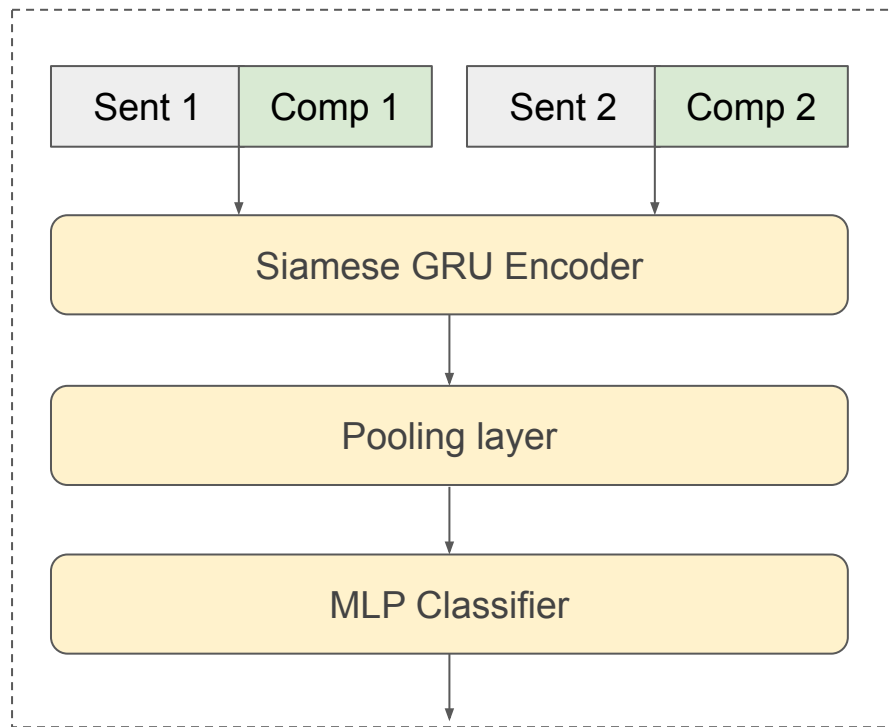 Sent 1 Comp 1 Sent 2 Comp 2
Siamese GRU Encoder
Pooling layer
MLP Classifier